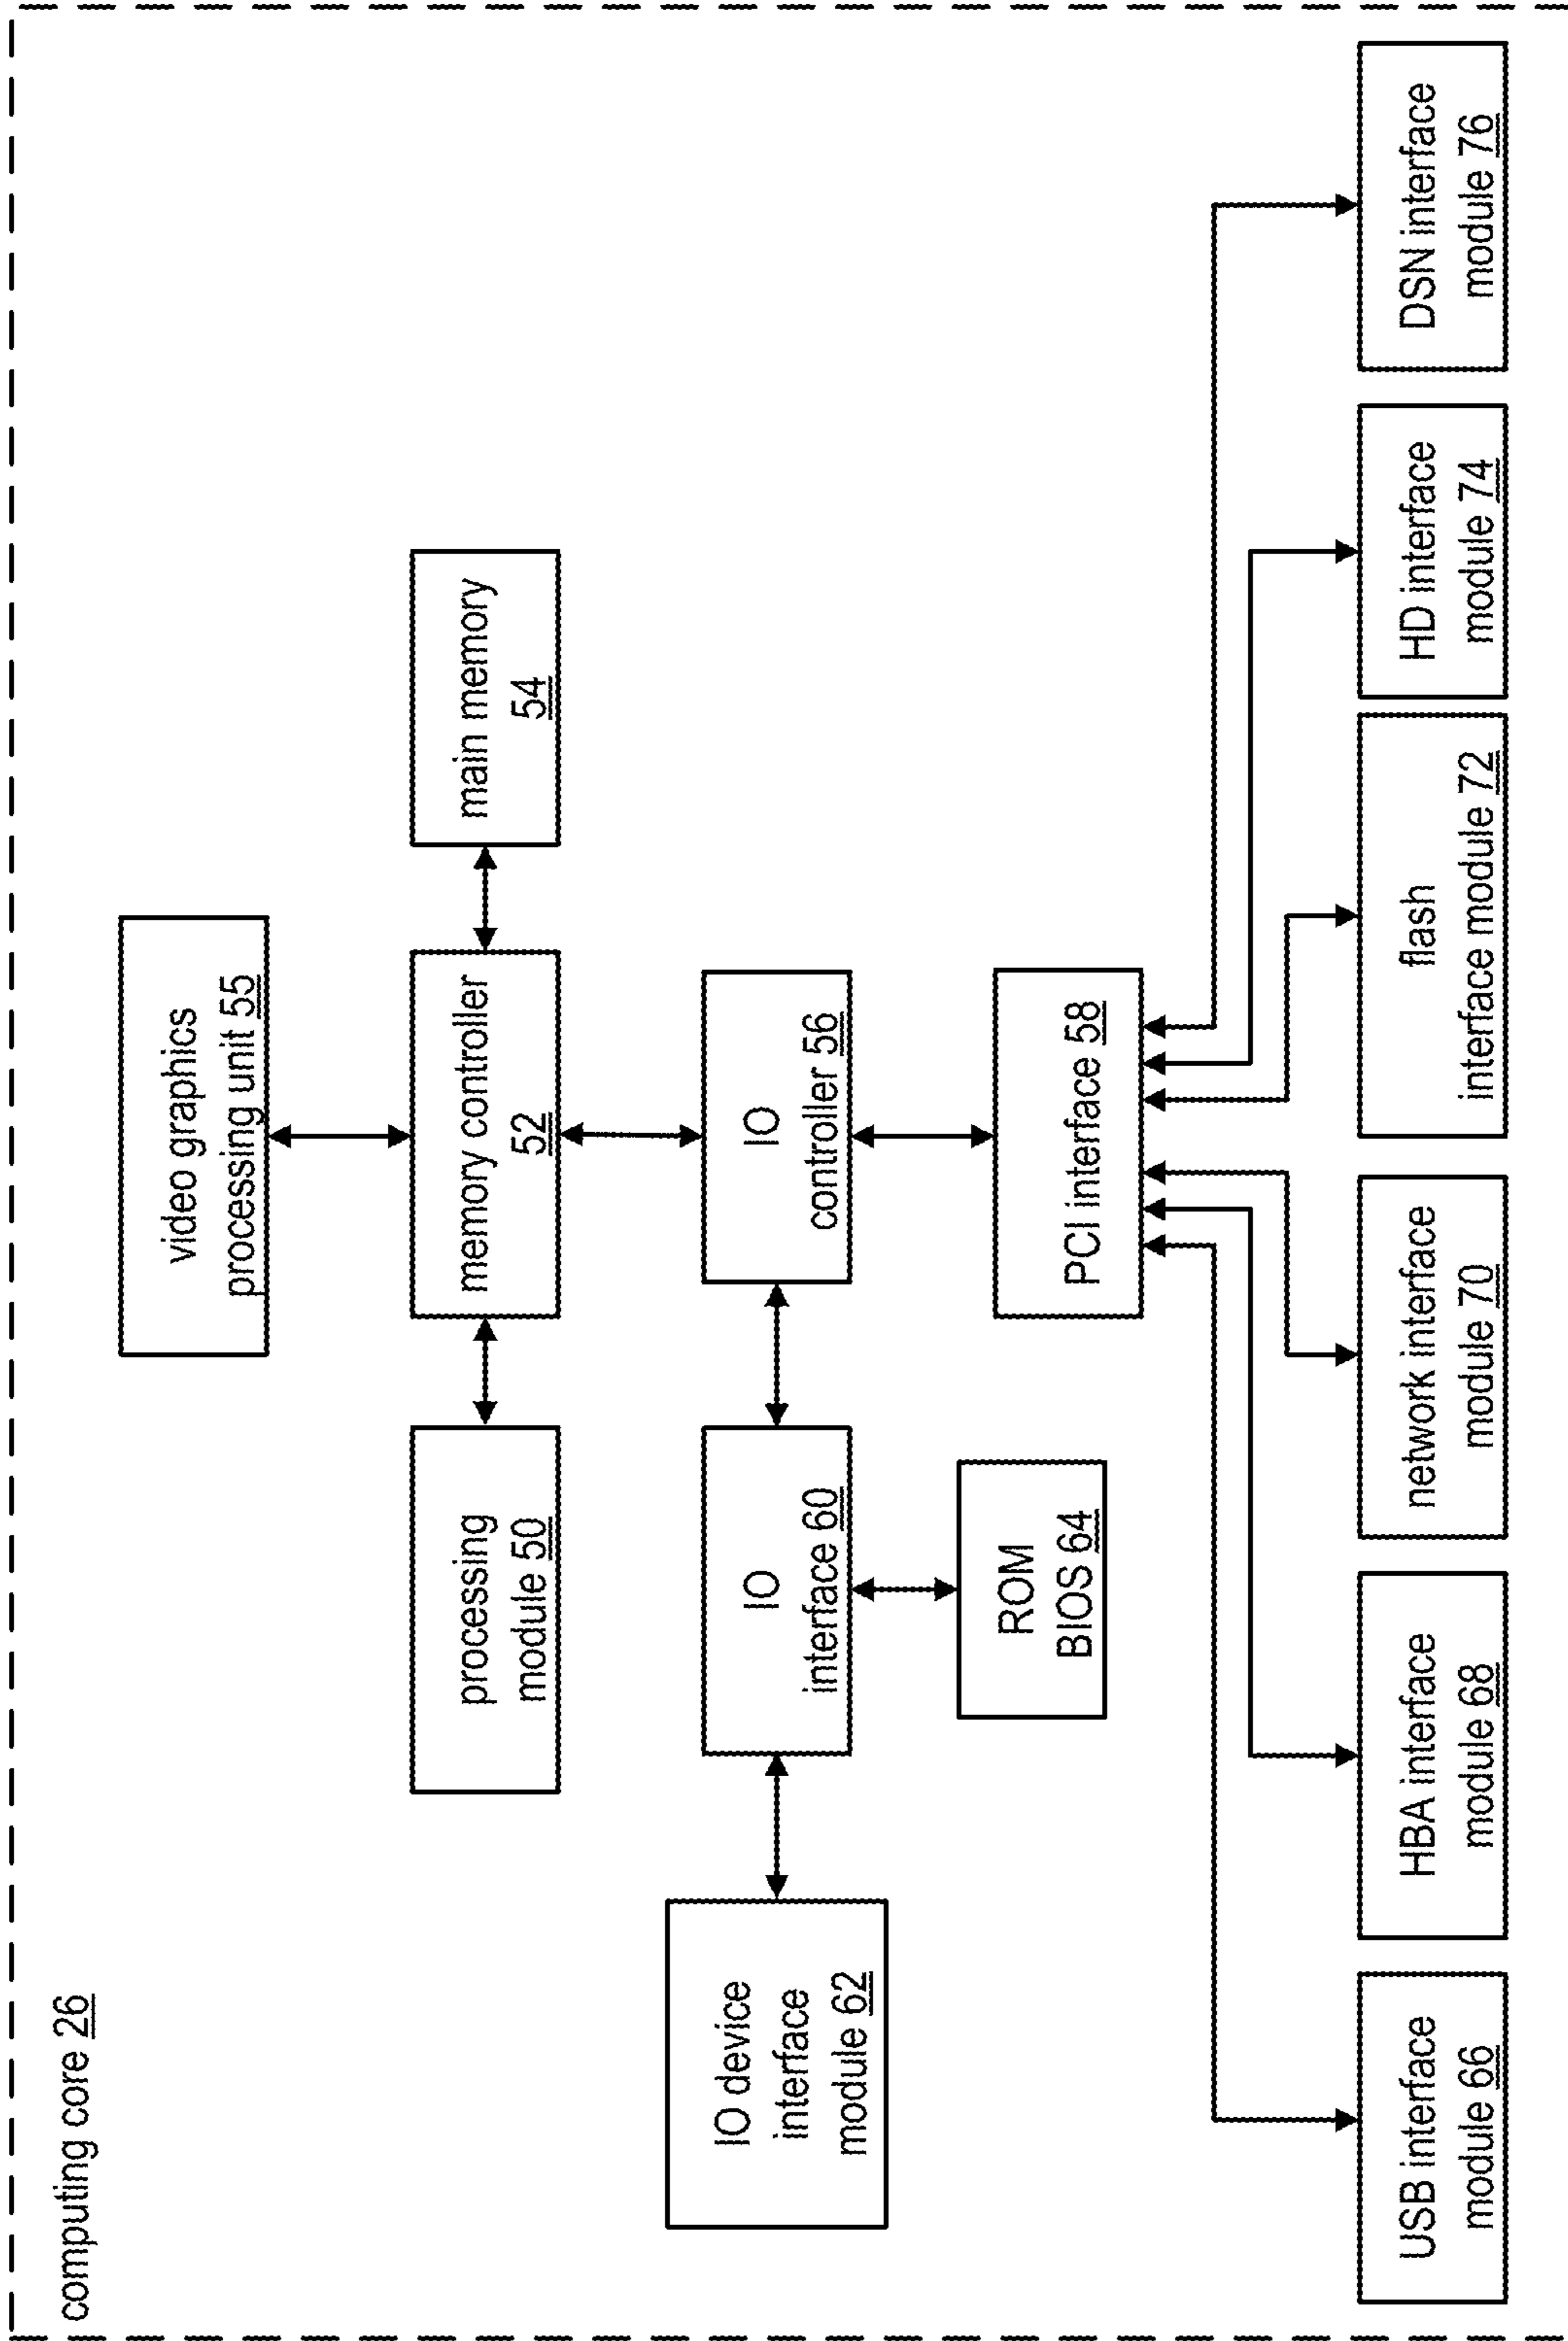 computing core 26
video graphics
processing unit 55
processing
module 50
memory controller
52
main memory
54
IO device
interface
module 62
IO
interface 60
IO
controller 56
ROM
BIOS 64
PCI interface 58
USB interface
module 66
HBA interface
module 68
network interface
module 70
flash
interface module 72
HD interface
module 74
DSN interface
module 76